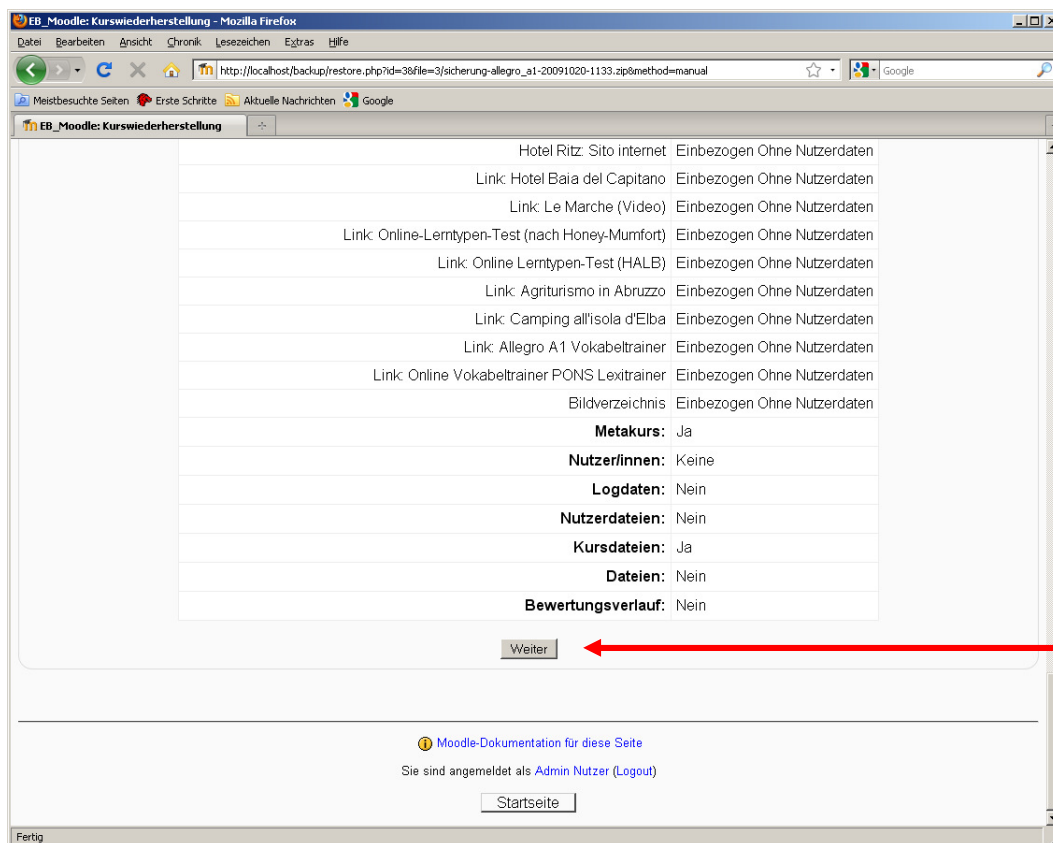 EB_Moodle: Kurswiederherstellung - Mozilla Firefox
Datei Bearbeiten Ansicht Chronik Lesezeichen Extras Hilfe
http://localhost/backup/restore.php?id=3&file=3/sicherung-allegro_a1-20091020-1133.zip&method=manual Google
Meistbesuchte Seiten Erste Schritte Aktuelle Nachrichten Google
EB_Moodle: Kurswiederherstellung
Hotel Ritz: Sito internet Einbezogen Ohne Nutzerdaten
Link: Hotel Baia del Capitano Einbezogen Ohne Nutzerdaten
Link: Le Marche (Video) Einbezogen Ohne Nutzerdaten
Link: Online-Lerntypen-Test (nach Honey-Mumfort) Einbezogen Ohne Nutzerdaten
Link: Online Lerntypen-Test (HALB) Einbezogen Ohne Nutzerdaten
Link: Agriturismo in Abruzzo Einbezogen Ohne Nutzerdaten
Link: Camping all'isola d'Elba Einbezogen Ohne Nutzerdaten
Link: Allegro A1 Vokabeltrainer Einbezogen Ohne Nutzerdaten
Link: Online Vokabeltrainer PONS Lexitrainer Einbezogen Ohne Nutzerdaten
Bildverzeichnis Einbezogen Ohne Nutzerdaten
Metakurs: Ja
Nutzer/innen: Keine
Logdaten: Nein
Nutzerdateien: Nein
Kursdateien: Ja
Dateien: Nein
Bewertungsverlauf: Nein
Weiter
Moodle-Dokumentation für diese Seite
Sie sind angemeldet als Admin Nutzer (Logout)
Startseite
Fertig